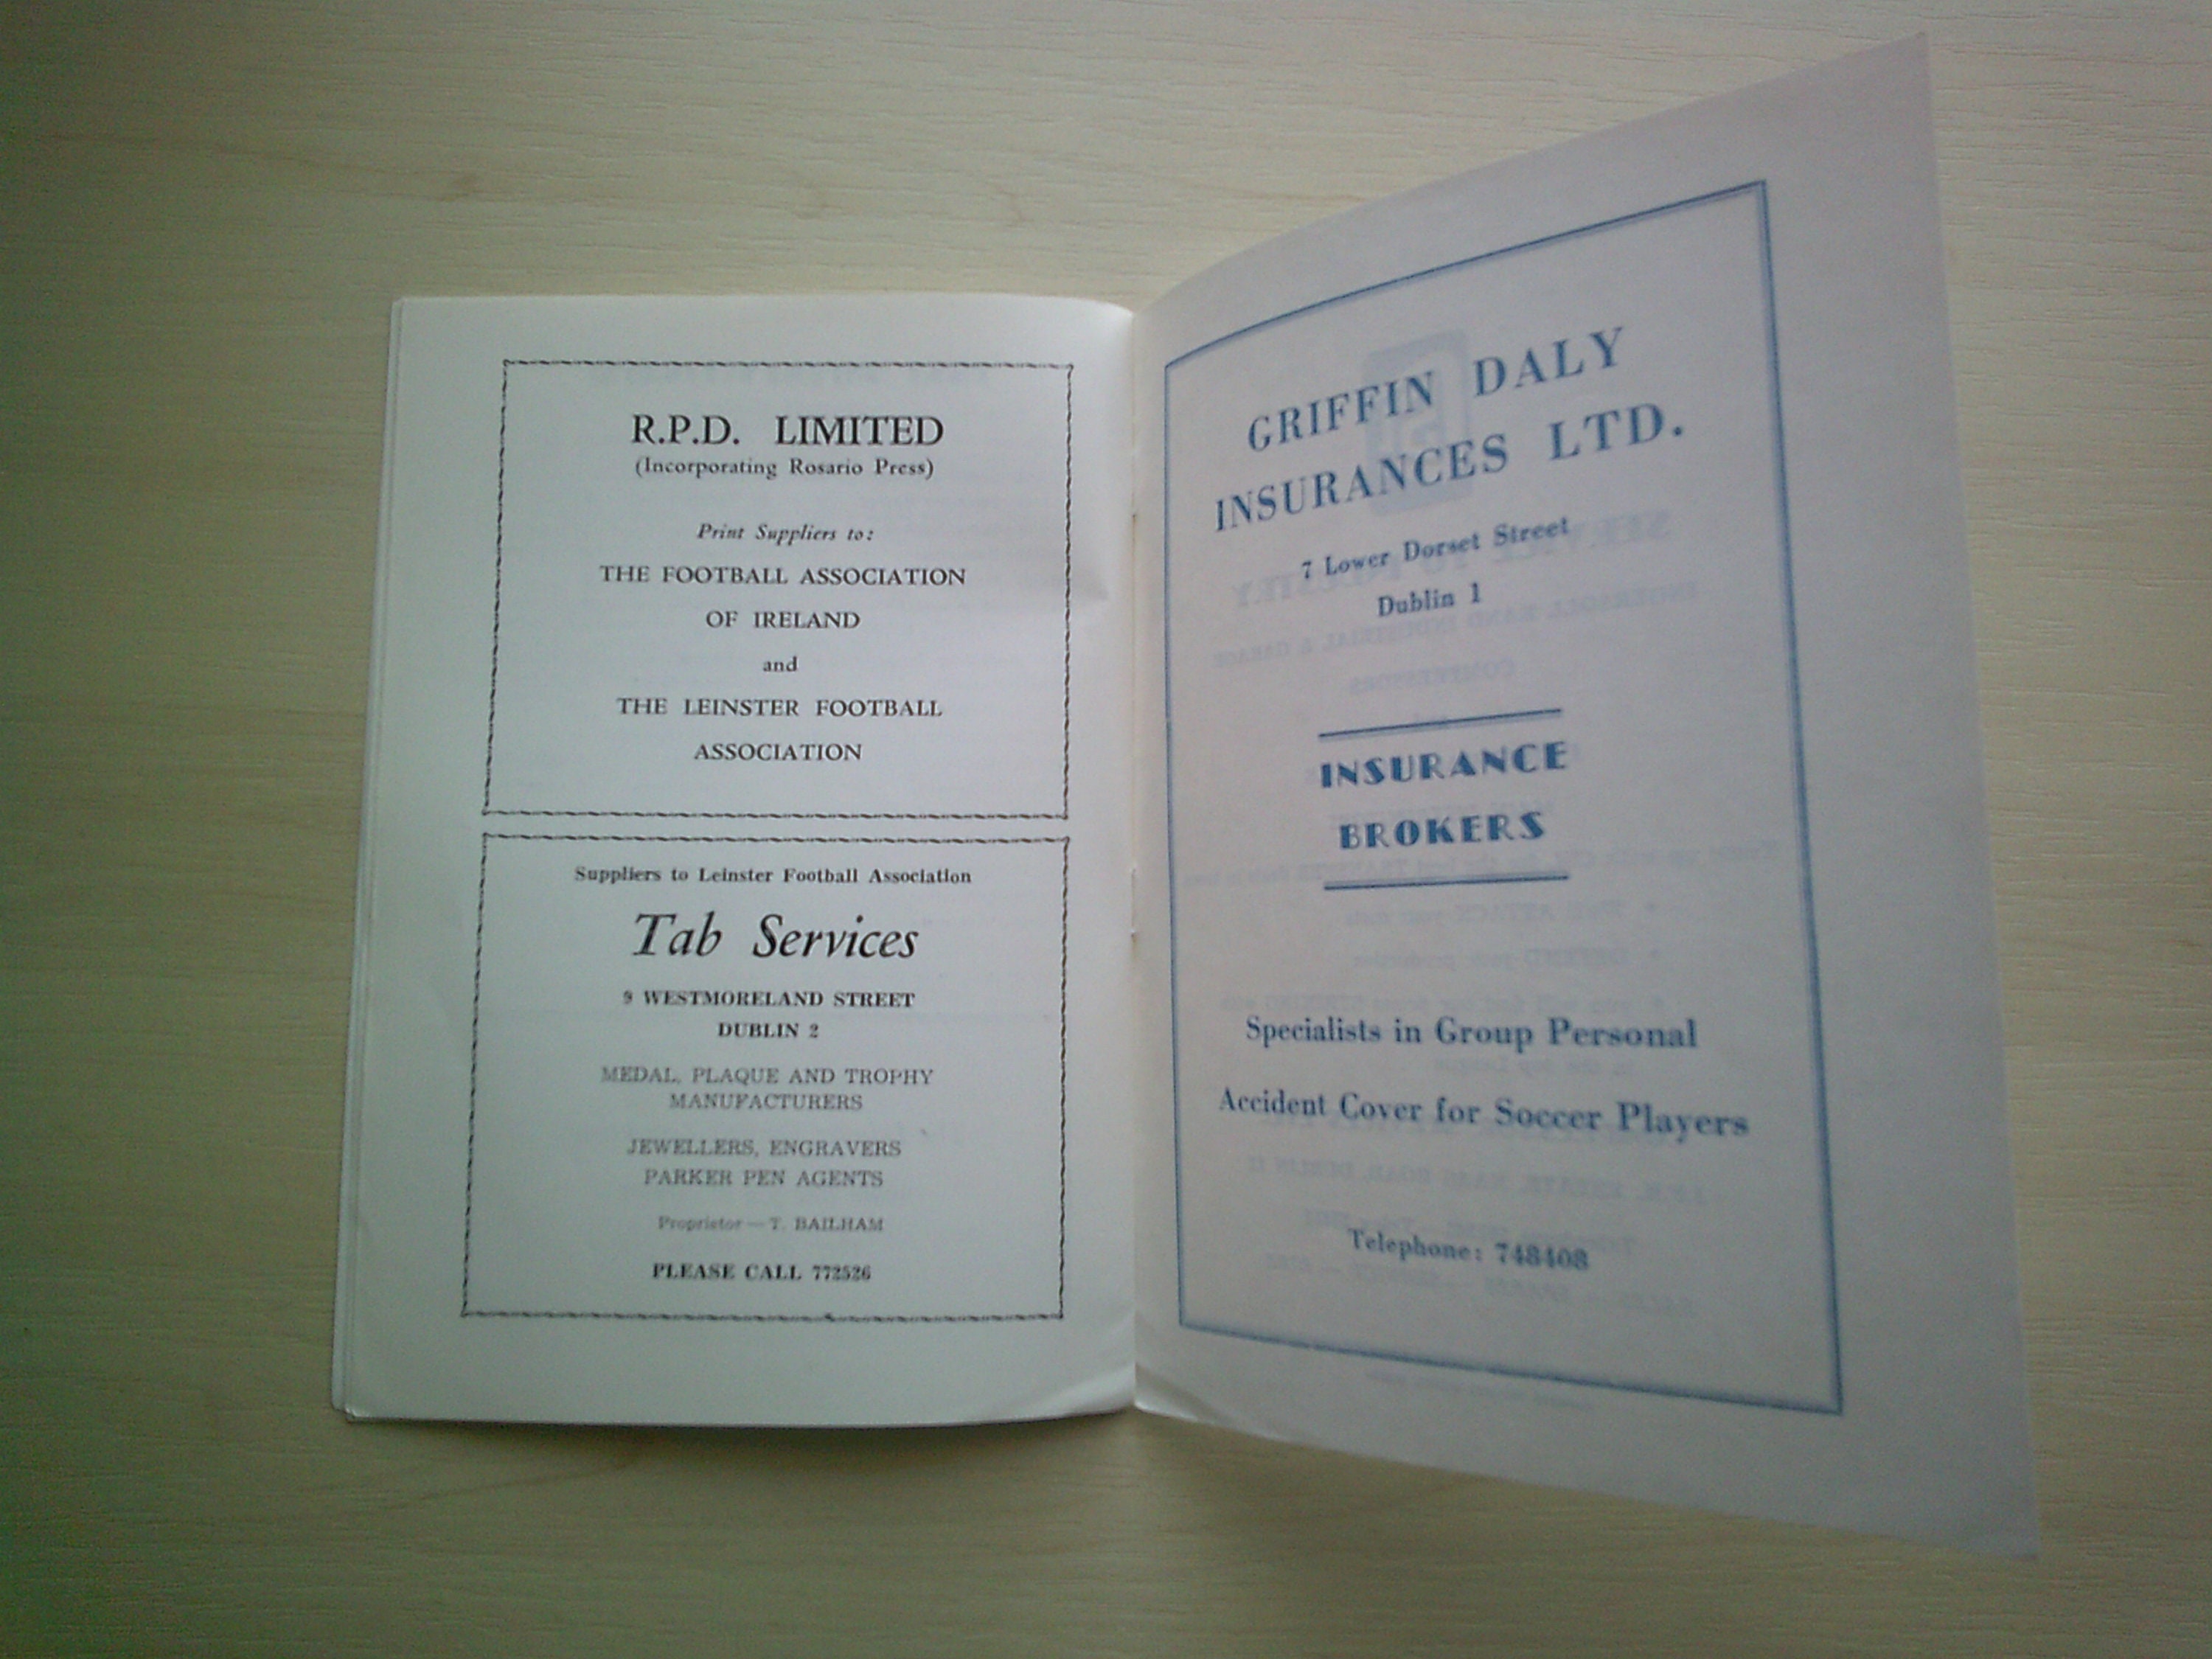 R.P.D. LIMITED
(Incorporating Rosario Press)
Print Suppliers to:
THE FOOTBALL ASSOCIATION
OF IRELAND
and
THE LEINSTER FOOTBALL
ASSOCIATION
Suppliers to Leinster Football Association
Tab Services
9 WESTMORELAND STREET
DUBLIN 2
MEDAL, PLAQUE AND TROPHY
MANUFACTURERS
JEWELLERS, ENGRAVERS
PARKER PEN AGENTS
Proprietor — T. BAILHAM
PLEASE CALL 772526
GRIFFIN DALY
INSURANCES LTD.
7 Lower Dorset Street
Dublin 1
INSURANCE
BROKERS
Specialists in Group Personal
Accident Cover for Soccer Players
Telephone: 748408